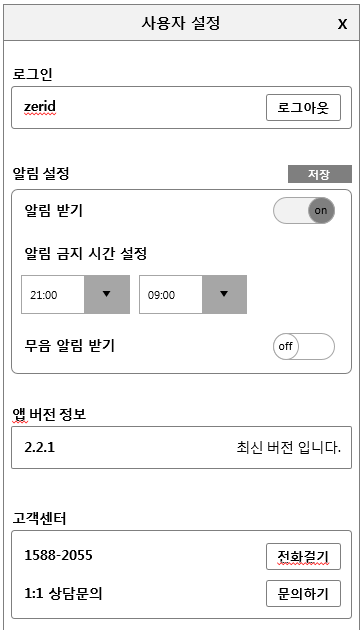 사용자 설정 X
로그인
zerid 로그아웃
알림 설정 저장
알림 받기 on
알림 금지 시간 설정
21:00 09:00
무음 알림 받기 off
앱 버전 정보
2.2.1 최신 버전 입니다.
고객센터
1588-2055 전화걸기
1:1 상담문의 문의하기